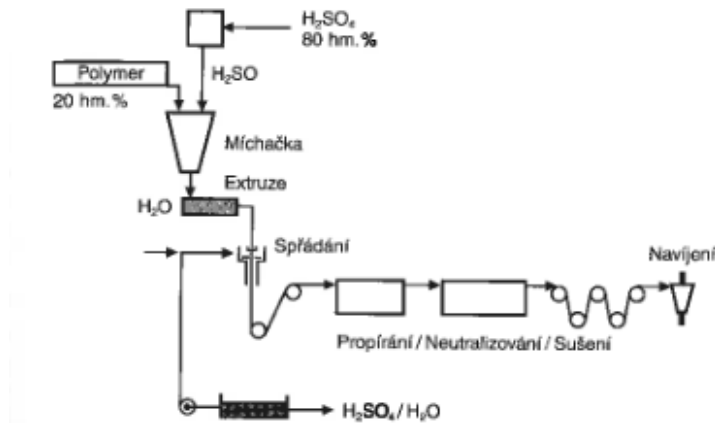 H₂SO₄
80 hm.%
H₂SO
Polymer
20 hm.%
Míchačka
Extruze
H₂O
Spřádání
Navíjení
Propírání / Neutralizování / Sušení
H₂SO₄ / H₂O